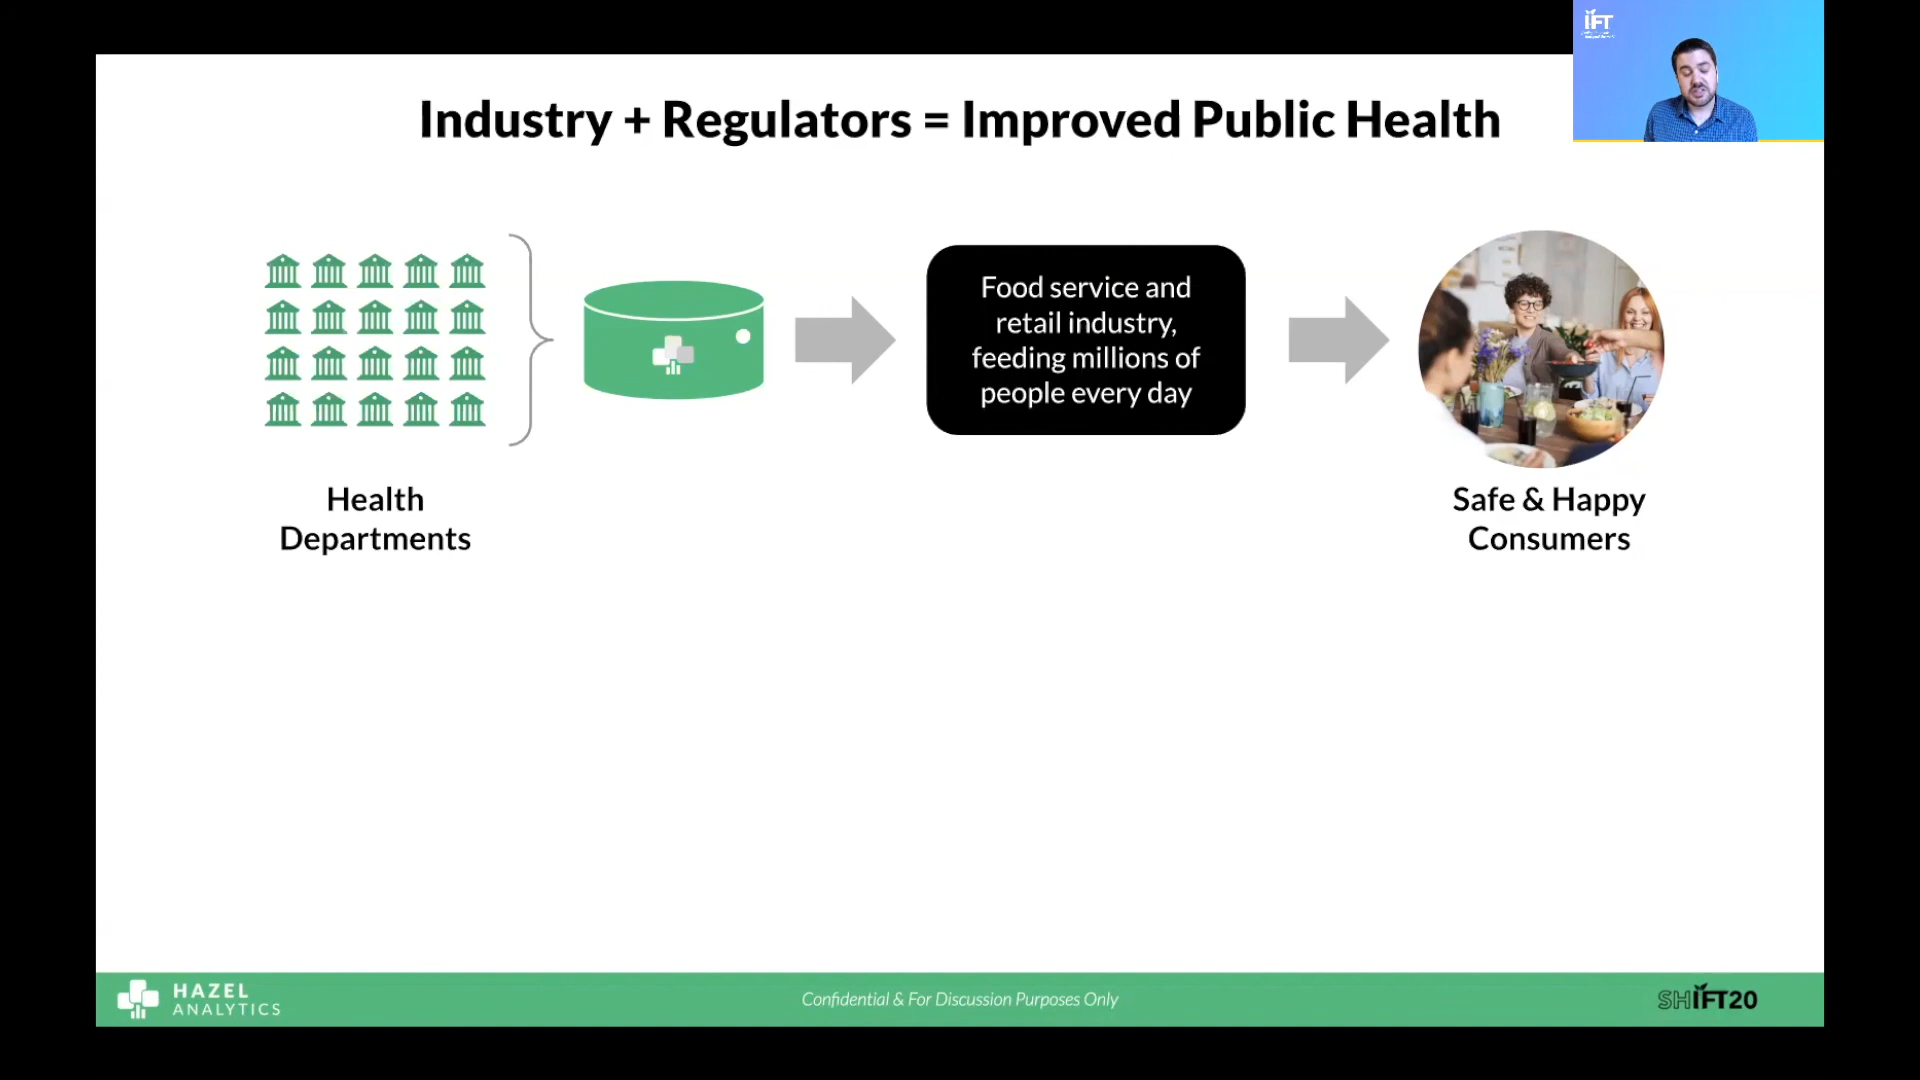 IFT
Industry + Regulators = Improved Public Health
Food service and
retail industry,
feeding millions of
people every day
Health
Departments
Safe & Happy
Consumers
HAZEL
ANALYTICS
Confidential & For Discussion Purposes Only
SHIFT20